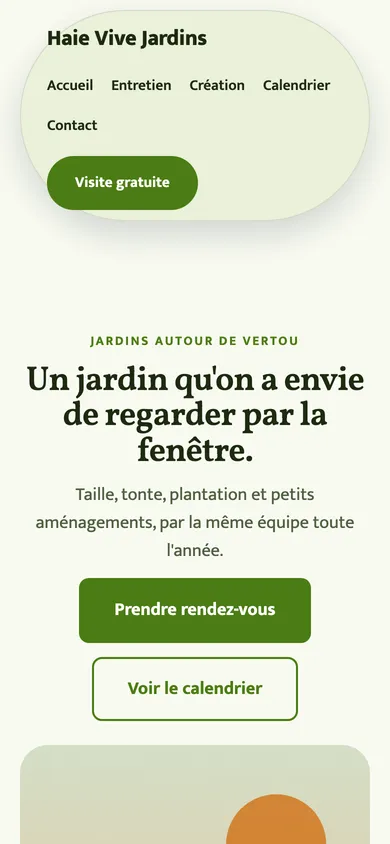 Haie Vive Jardins
Accueil Entretien Création Calendrier
Contact
Visite gratuite
JARDINS AUTOUR DE VERTOU
Un jardin qu'on a envie
de regarder par la
fenêtre.
Taille, tonte, plantation et petits
aménagements, par la même équipe toute
l'année.
Prendre rendez-vous
Voir le calendrier